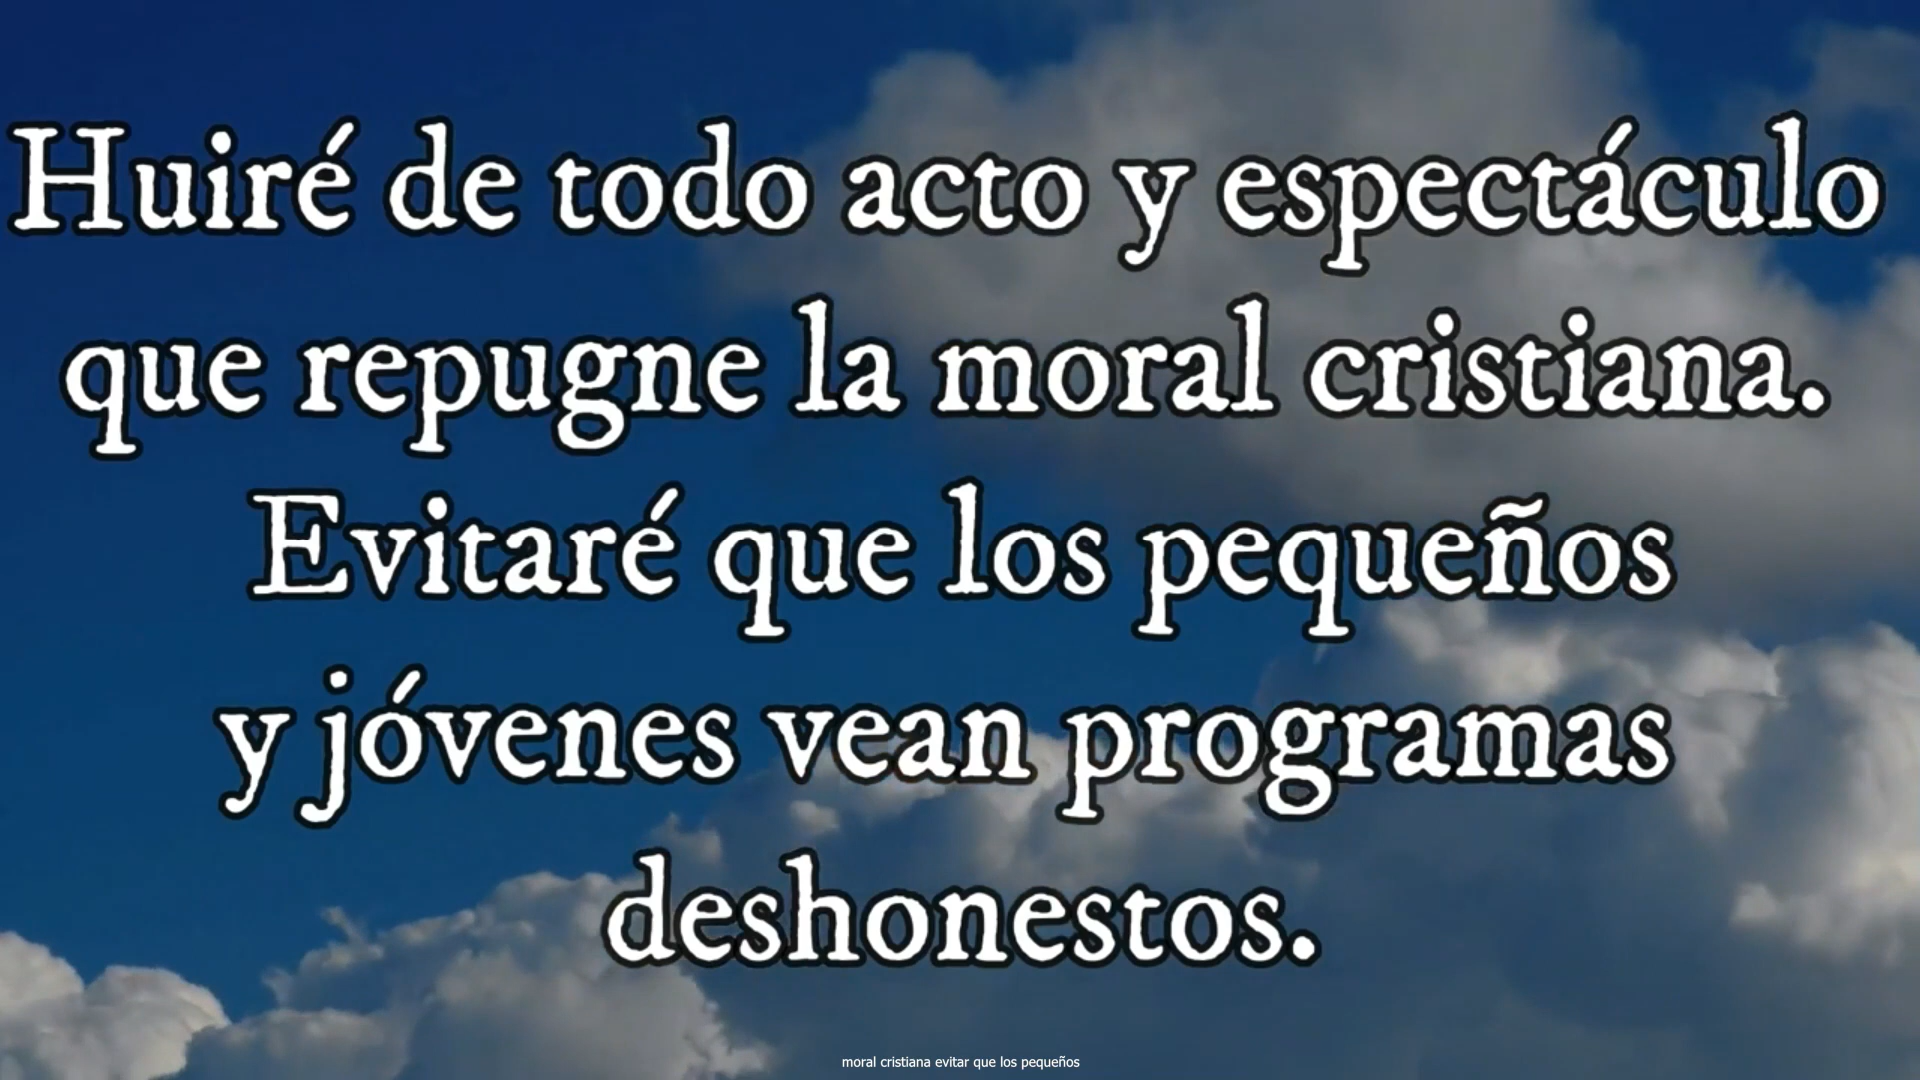 Huiré de todo acto y espectáculo
que repugne la moral cristiana.
Evitaré que los pequeños
y jóvenes vean programas
deshonestos.
moral cristiana evitar que los pequeños